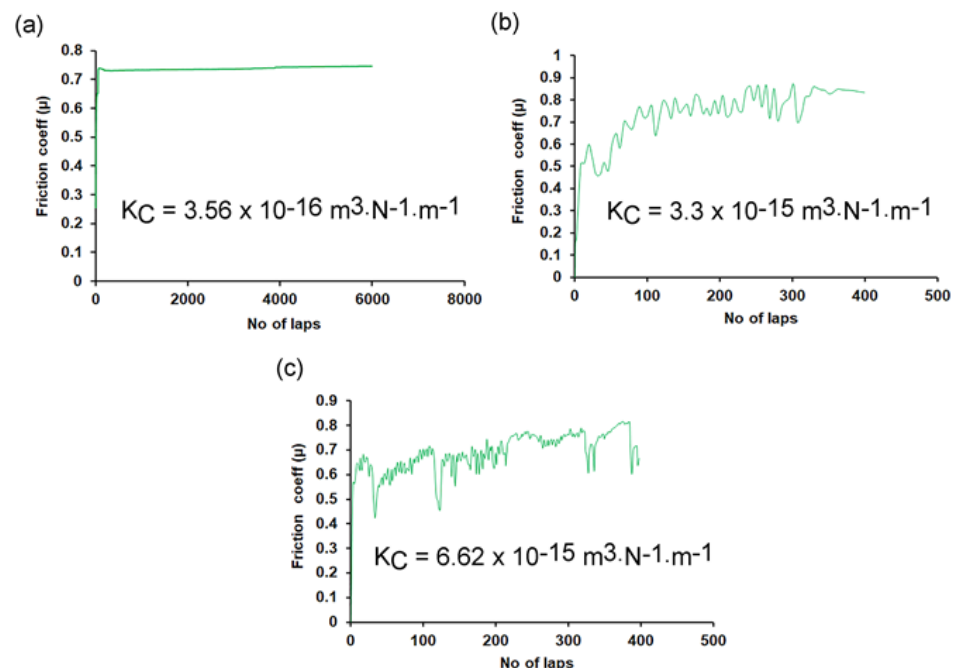 (a)
0.8
0.7
0.6
0.5
0.4
0.3
0.2
0.1
0
Friction coeff (µ)
KC = 3.56 x 10-16 m3.N-1.m-1
0 2000 4000 6000 8000
No of laps
(b)
1
0.9
0.8
0.7
0.6
0.5
0.4
0.3
0.2
0.1
0
Friction coeff (µ)
KC = 3.3 x 10-15 m3.N-1.m-1
0 100 200 300 400 500
No of laps
(c)
0.9
0.8
0.7
0.6
0.5
0.4
0.3
0.2
0.1
0
Friction coeff (µ)
KC = 6.62 x 10-15 m3.N-1.m-1
0 100 200 300 400 500
No of laps